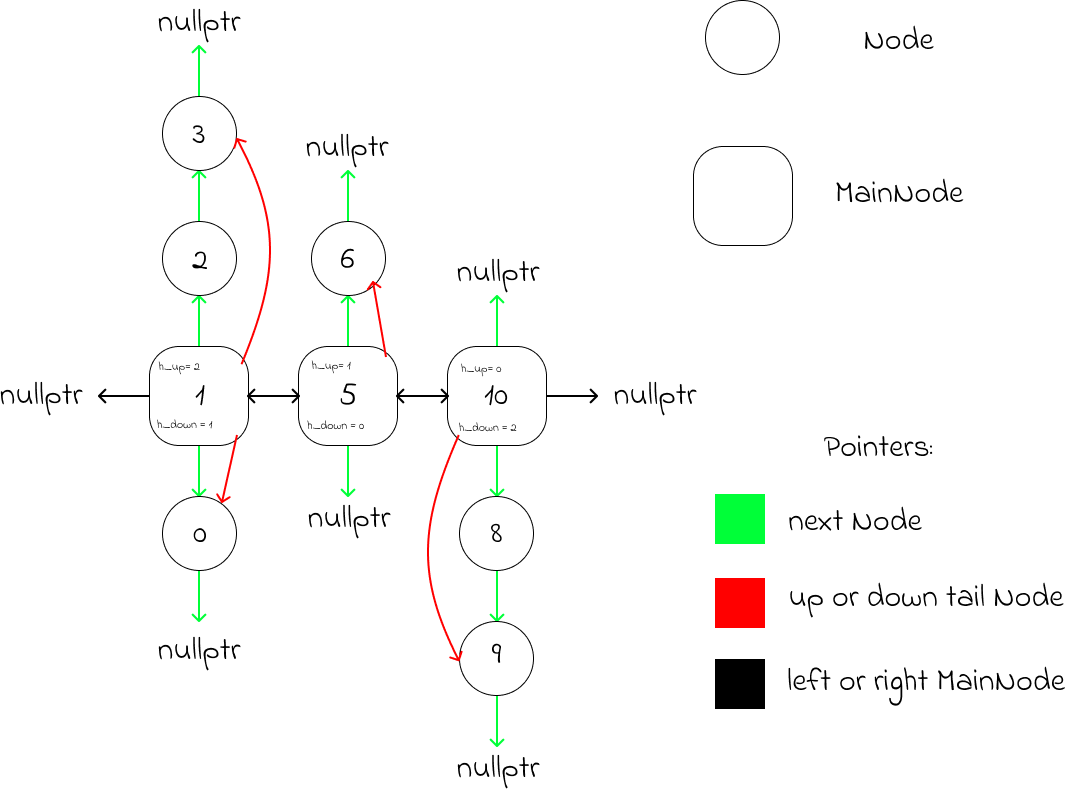 nullptr
Node
3
nullptr
MainNode
2
6
nullptr
h_up= 2
h_up= 1
h_up= 0
nullptr
1
5
10
nullptr
h_down = 1
h_down = 0
h_down = 2
Pointers:
nullptr
0
8
next Node
up or down tail Node
nullptr
9
left or right MainNode
nullptr